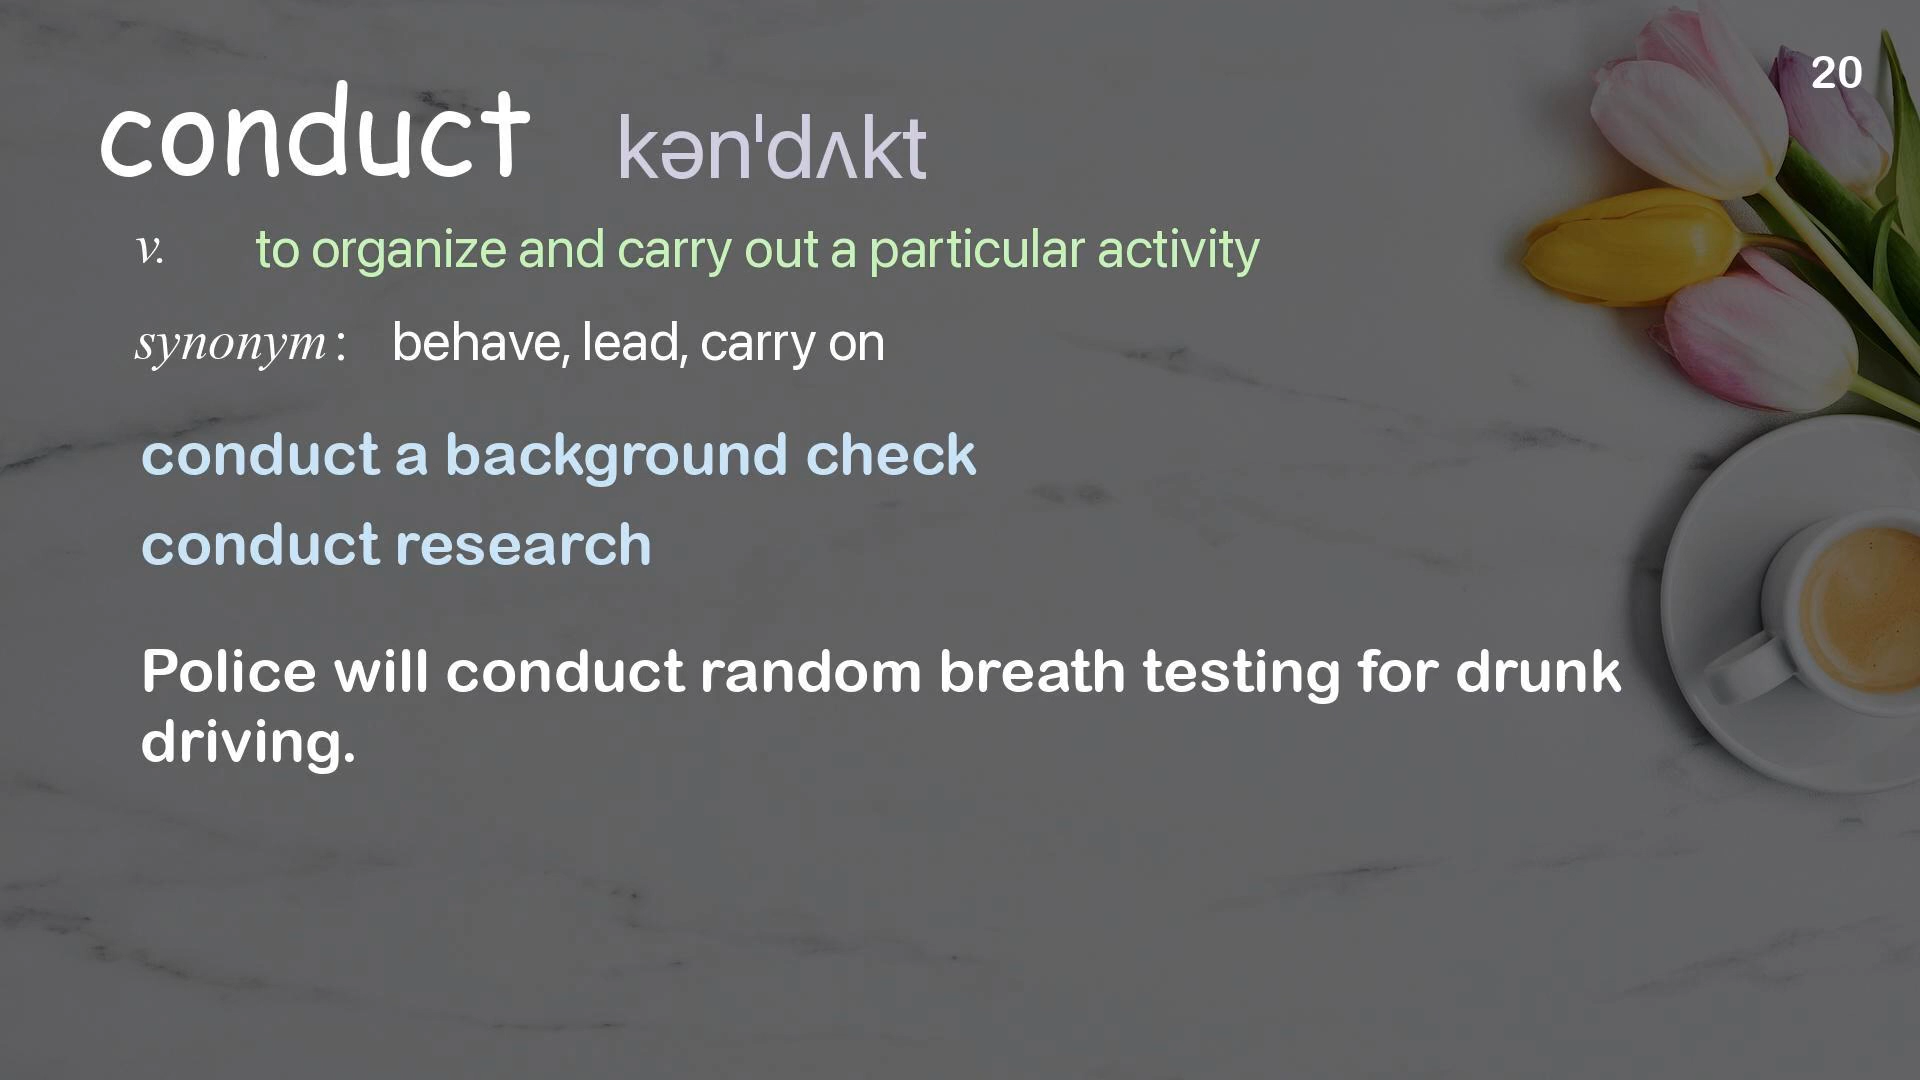 20
conduct kən'dʌkt
v. to organize and carry out a particular activity
synonym : behave, lead, carry on
conduct a background check
conduct research
Police will conduct random breath testing for drunk
driving.